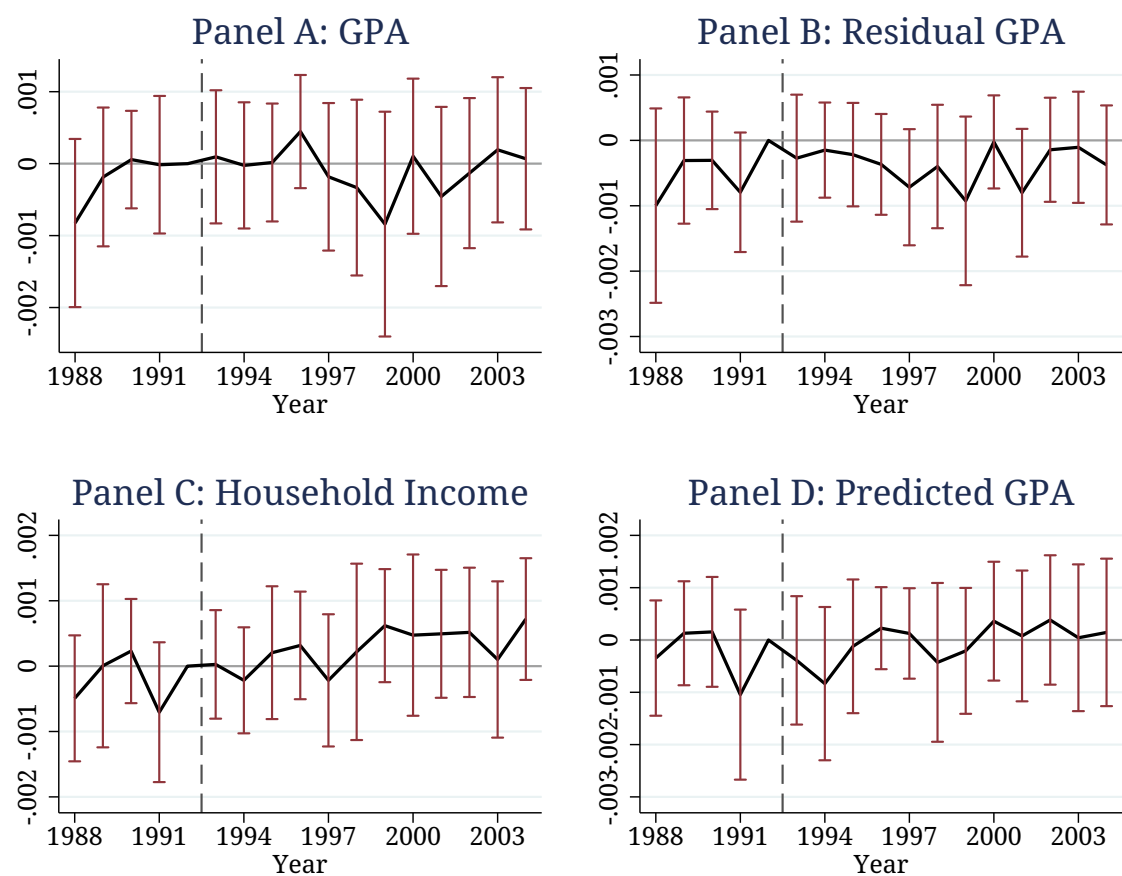 Panel A: GPA
.001
0
-.001
-.002
1988 1991 1994 1997 2000 2003
Year
Panel B: Residual GPA
.001
0
-.001
-.002
-.003
1988 1991 1994 1997 2000 2003
Year
Panel C: Household Income
.002
.001
0
-.001
-.002
1988 1991 1994 1997 2000 2003
Year
Panel D: Predicted GPA
.002
.001
0
-.001
-.002
-.003
1988 1991 1994 1997 2000 2003
Year